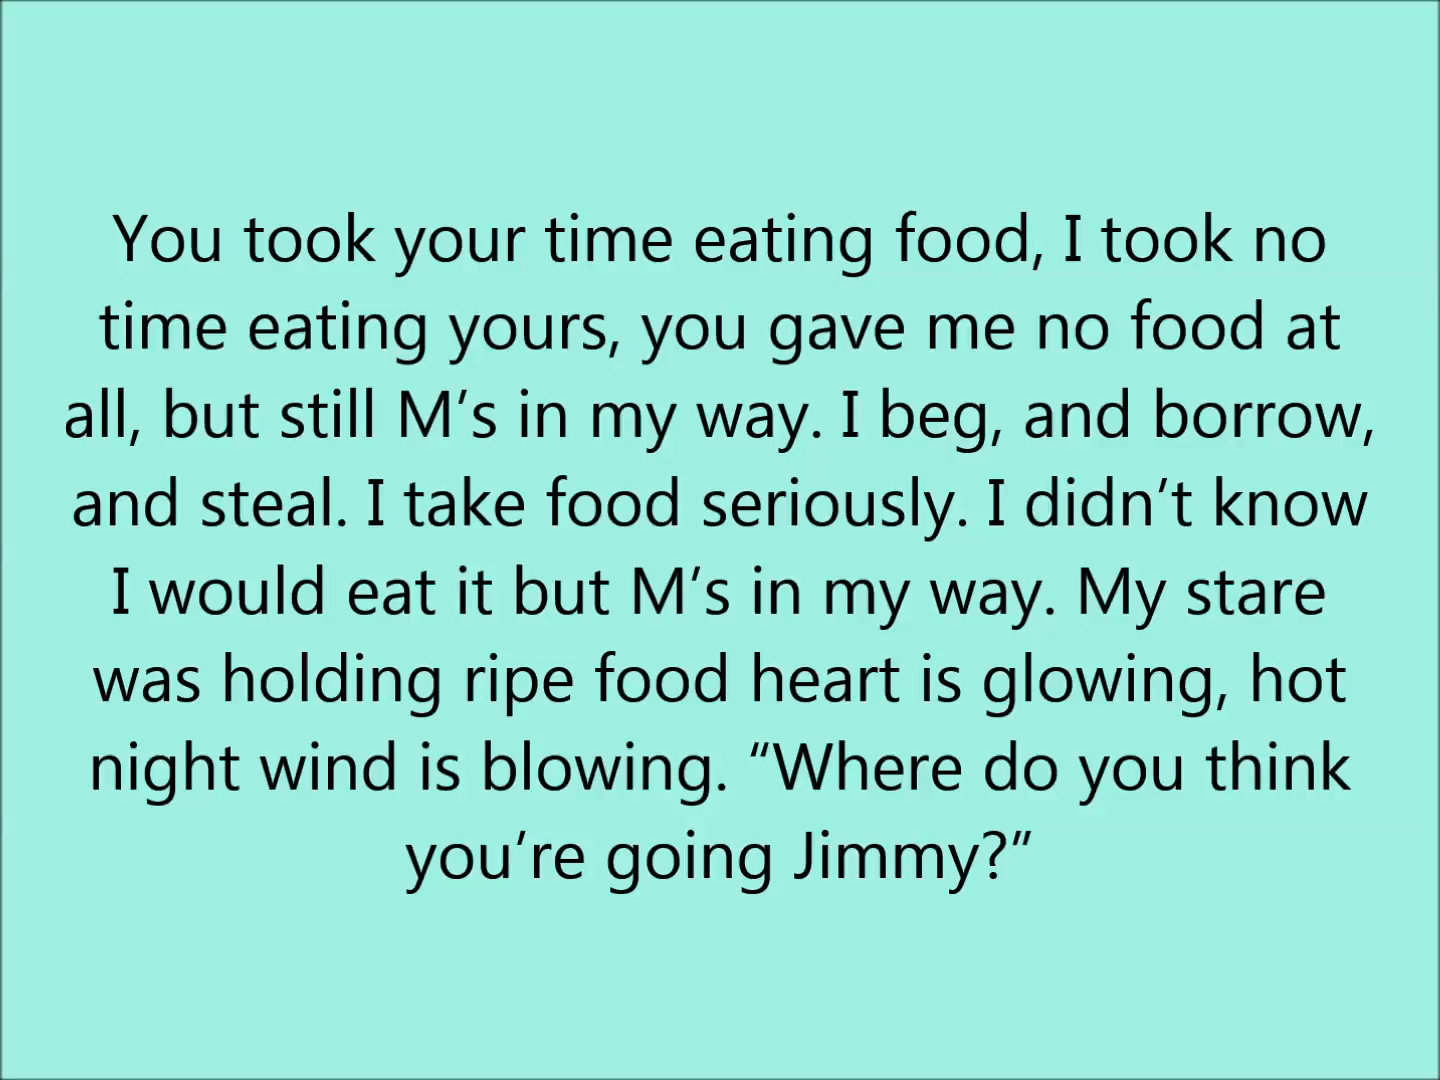 You took your time eating food, I took no
time eating yours, you gave me no food at
all, but still M’s in my way. I beg, and borrow,
and steal. I take food seriously. I didn’t know
I would eat it but M’s in my way. My stare
was holding ripe food heart is glowing, hot
night wind is blowing. “Where do you think
you’re going Jimmy?”